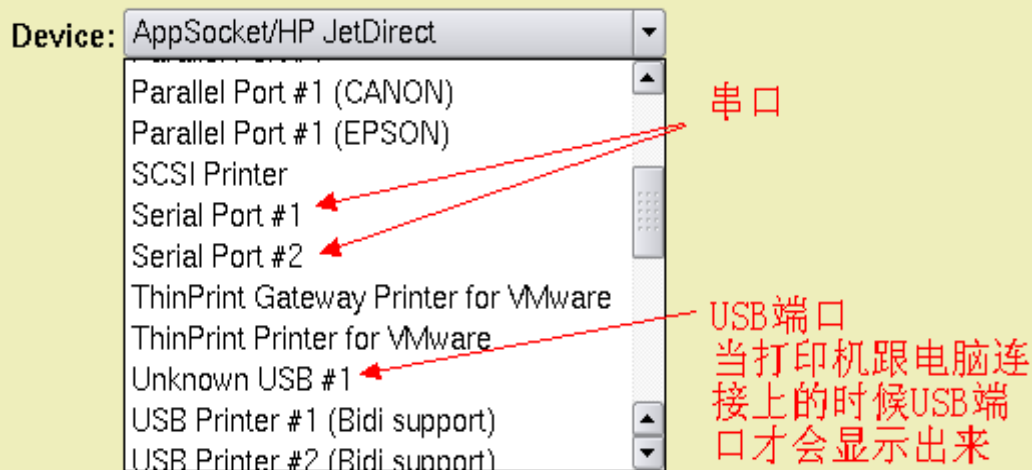 Device: AppSocket/HP JetDirect
Parallel Port #1 (CANON)
Parallel Port #1 (EPSON)
SCSI Printer
Serial Port #1
Serial Port #2
ThinPrint Gateway Printer for VMware
ThinPrint Printer for VMware
Unknown USB #1
USB Printer #1 (Bidi support)
USB Printer #2 (Bidi support)
串口
USB端口
当打印机跟电脑连
接上的时候USB端
口才会显示出来